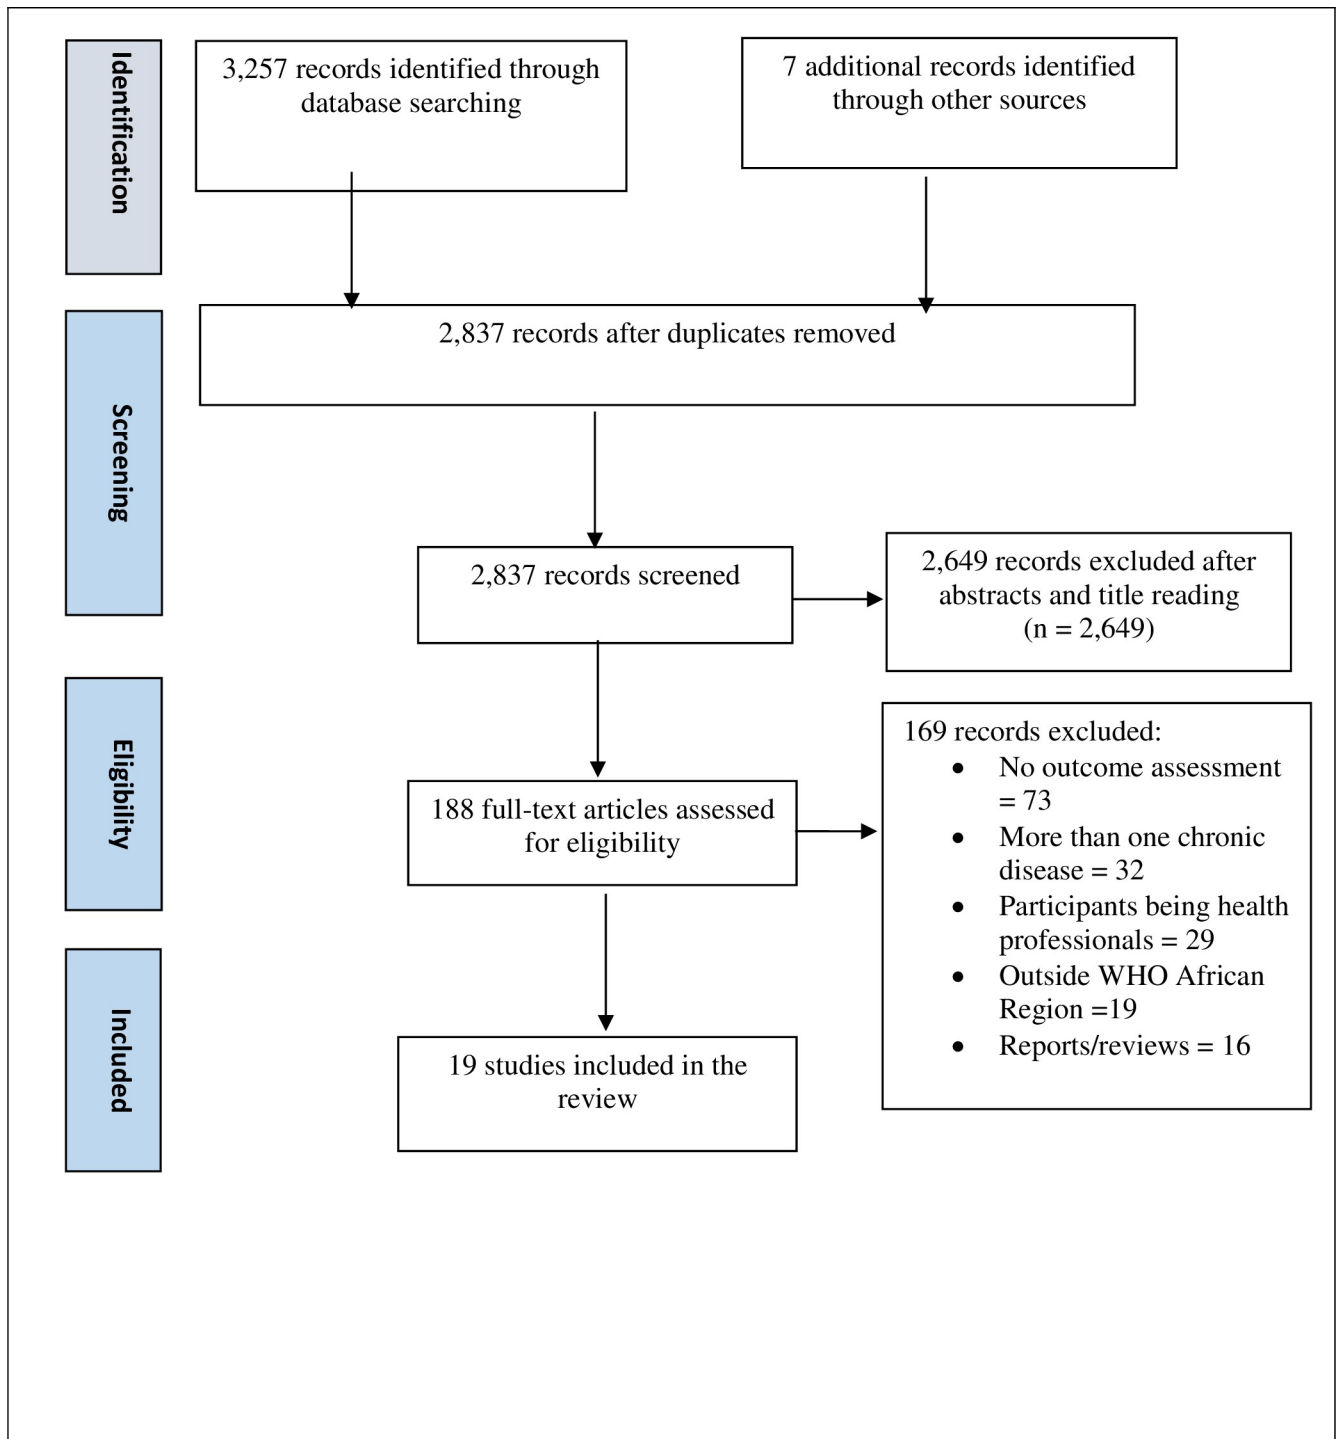 Identification
3,257 records identified through
database searching
7 additional records identified
through other sources
Screening
2,837 records after duplicates removed
2,837 records screened
2,649 records excluded after
abstracts and title reading
(n = 2,649)
Eligibility
188 full-text articles assessed
for eligibility
169 records excluded:
• No outcome assessment
= 73
• More than one chronic
disease = 32
• Participants being health
professionals = 29
• Outside WHO African
Region =19
• Reports/reviews = 16
Included
19 studies included in the
review